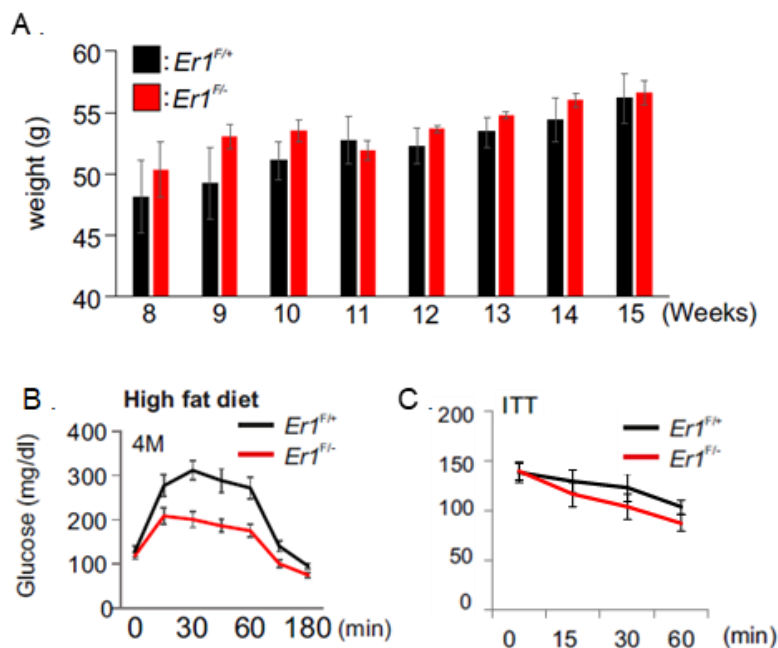 A .
60
55
50
45
40
weight (g)
: Er1F/+
: Er1F/-
8 9 10 11 12 13 14 15 (Weeks)
B .
High fat diet
4M
Er1F/+
Er1F/-
400
300
200
100
0
Glucose (mg/dl)
0 30 60 180 (min)
C .
ITT
Er1F/+
Er1F/-
200
150
100
50
0
0 15 30 60 (min)